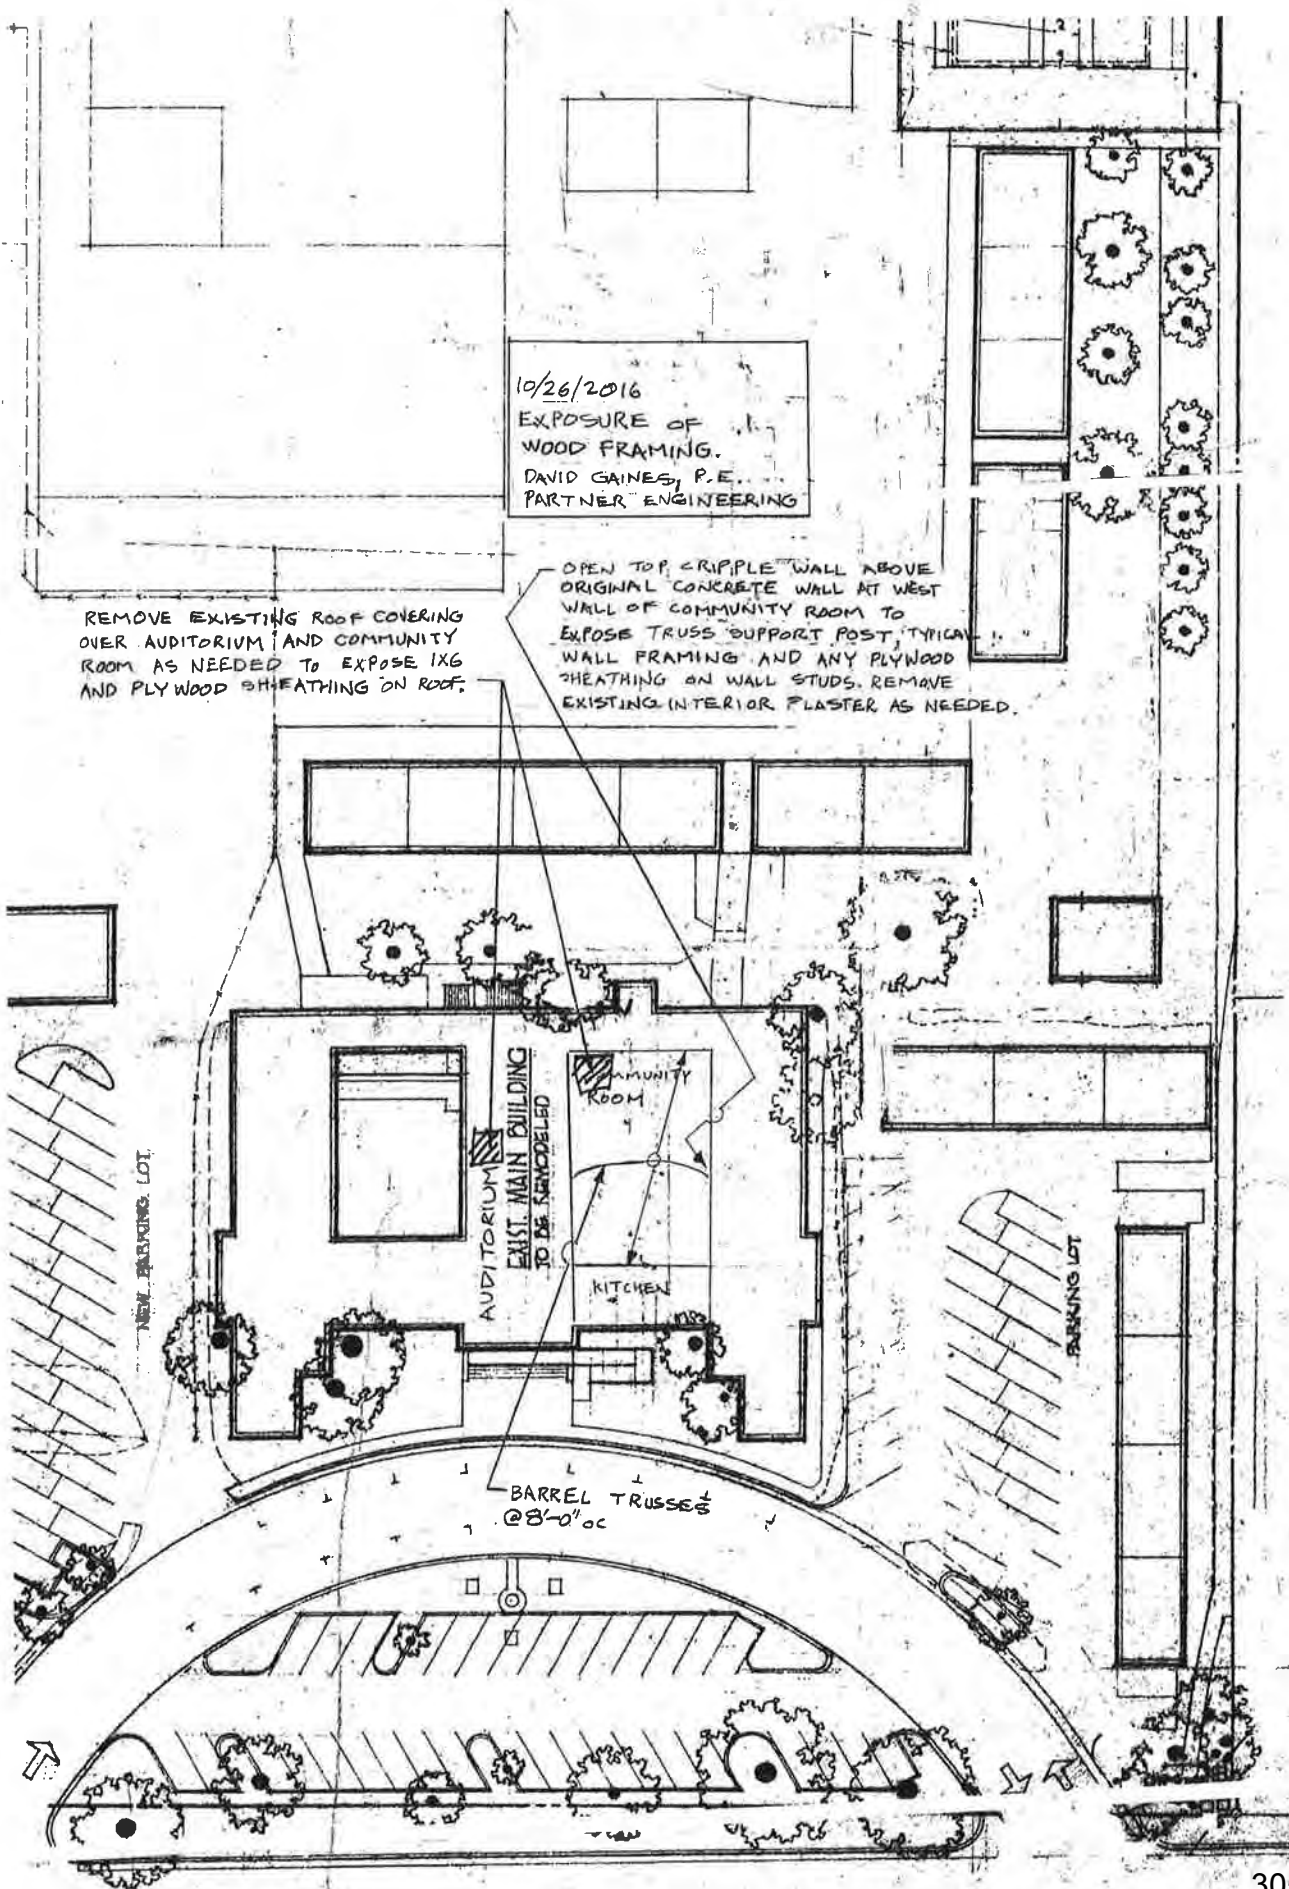 10/26/2016
EXPOSURE OF
WOOD FRAMING.
DAVID GAINES, P.E.
PARTNER ENGINEERING
OPEN TOP CRIPPLE WALL ABOVE
ORIGINAL CONCRETE WALL AT WEST
WALL OF COMMUNITY ROOM TO
EXPOSE TRUSS SUPPORT POST, TYPICAL
WALL FRAMING AND ANY PLYWOOD
SHEATHING ON WALL STUDS. REMOVE
EXISTING INTERIOR PLASTER AS NEEDED.
REMOVE EXISTING ROOF COVERING
OVER AUDITORIUM AND COMMUNITY
ROOM AS NEEDED TO EXPOSE 1X6
AND PLYWOOD SHEATHING ON ROOF.
COMMUNITY
ROOM
EXIST. MAIN BUILDING
TO BE REMODELED
AUDITORIUM
KITCHEN
NEW PARKING LOT
PARKING LOT
BARREL TRUSSES
@ 8'-0" OC
30